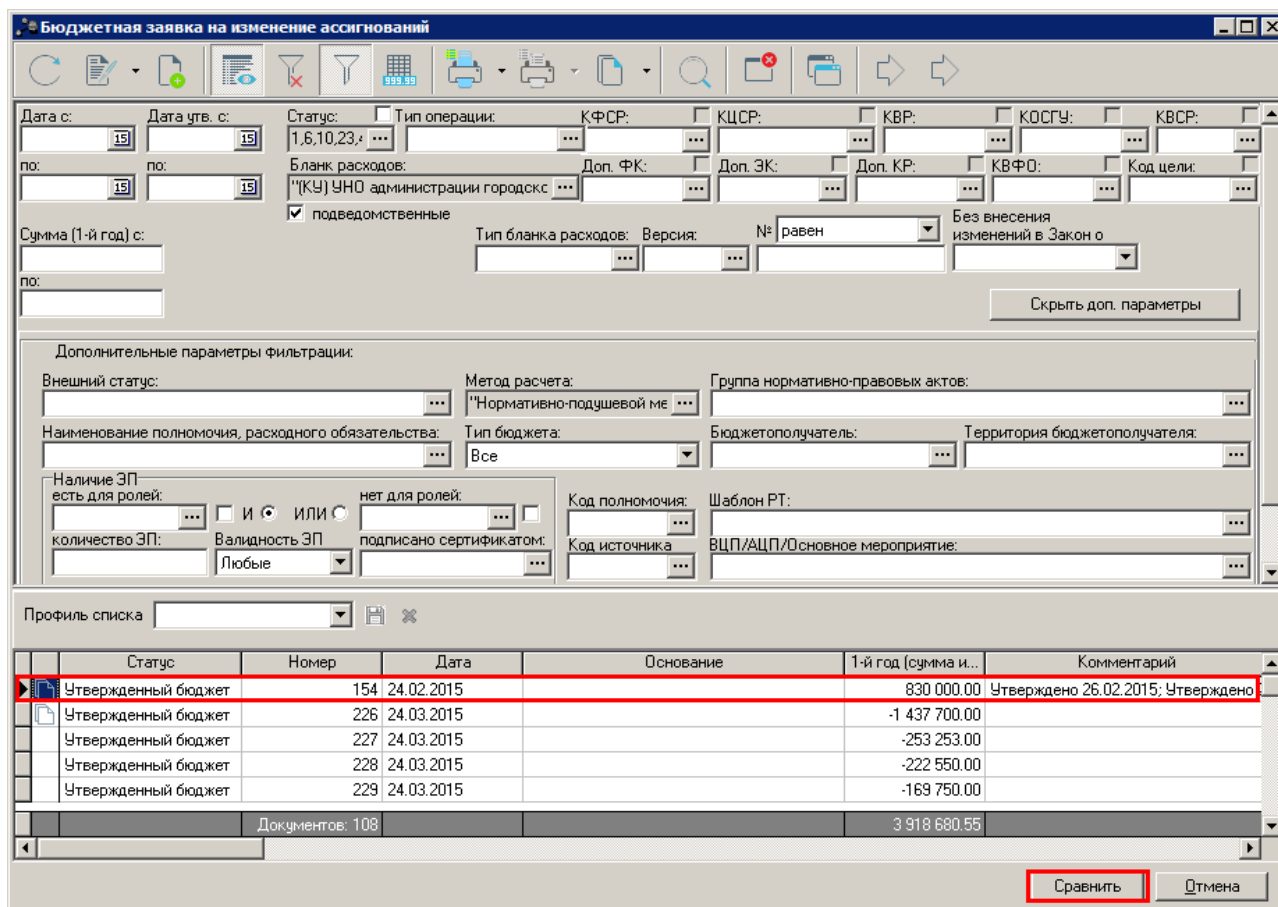 Бюджетная заявка на изменение ассигнований
999.99
Дата с: Дата утв. с: Статус: Тип операции: КФСР: КЦСР: КВР: КОСГУ: КВСР:
15 15 1,6,10,23, ... ... ... ... ... ... ...
по: по: Бланк расходов: Доп. ФК: Доп. ЭК: Доп. КР: КВФО: Код цели:
15 15 "(КУ) УНО администрации городскс ... ... ... ... ... ...
подведомственные
Сумма (1-й год) с: Тип бланка расходов: Версия: № равен Без внесения изменений в Закон о
... ...
по:
Скрыть доп. параметры
Дополнительные параметры фильтрации:
Внешний статус: Метод расчета: Группа нормативно-правовых актов:
... "Нормативно-подушевой ме ... ...
Наименование полномочия, расходного обязательства: Тип бюджета: Бюджетополучатель: Территория бюджетополучателя:
... Все ... ...
Наличие ЭП
есть для ролей: нет для ролей: Код полномочия: Шаблон РТ:
... И ИЛИ ... ... ...
количество ЭП: Валидность ЭП подписано сертификатом: Код источника ВЦП/АЦП/Основное мероприятие:
Любые ... ... ...
Профиль списка
Статус Номер Дата Основание 1-й год (сумма и... Комментарий
Утвержденный бюджет 154 24.02.2015 830 000.00 Утверждено 26.02.2015; Утверждено
Утвержденный бюджет 226 24.03.2015 -1 437 700.00
Утвержденный бюджет 227 24.03.2015 -253 253.00
Утвержденный бюджет 228 24.03.2015 -222 550.00
Утвержденный бюджет 229 24.03.2015 -169 750.00
Документов: 108 3 918 680.55
Сравнить Отмена